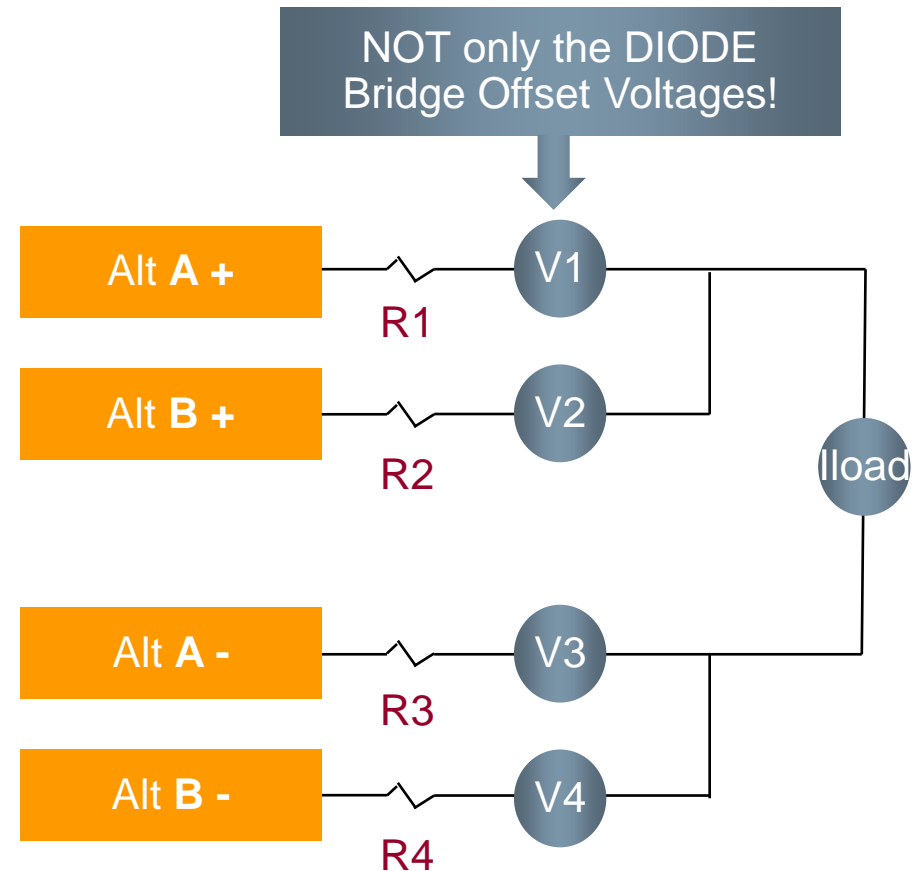 NOT only the DIODE
Bridge Offset Voltages!
Alt A +
V1
R1
Alt B +
V2
R2
Iload
Alt A -
V3
R3
Alt B -
V4
R4